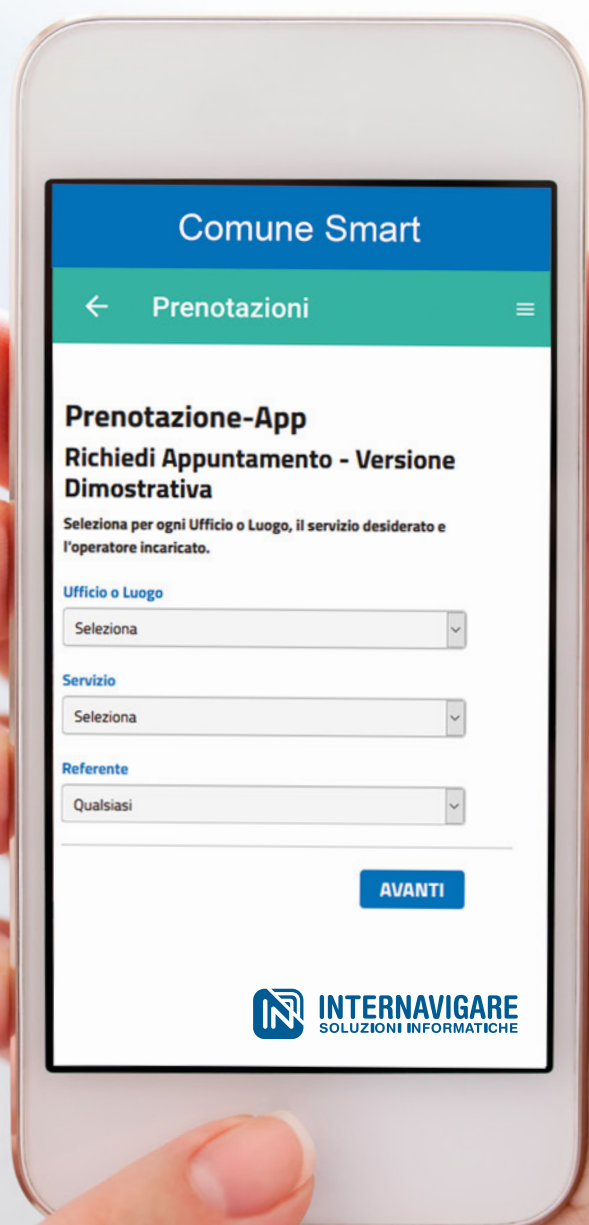 Comune Smart
Prenotazioni
Prenotazione-App
Richiedi Appuntamento - Versione
Dimostrativa
Seleziona per ogni Ufficio o Luogo, il servizio desiderato e
l'operatore incaricato.
Ufficio o Luogo
Seleziona
Servizio
Seleziona
Referente
Qualsiasi
AVANTI
INTERNAVIGARE
SOLUZIONI INFORMATICHE